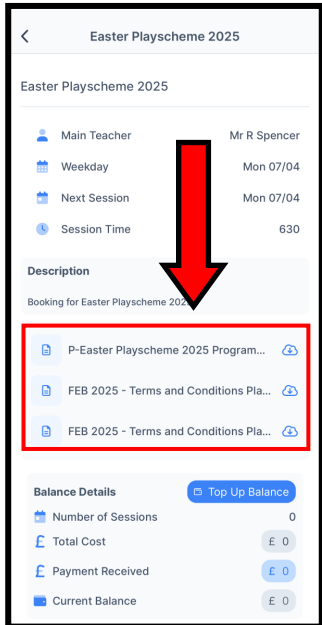 Easter Playscheme 2025
Easter Playscheme 2025
Main Teacher Mr R Spencer
Weekday Mon 07/04
Next Session Mon 07/04
Session Time 630
Description
Booking for Easter Playscheme 202
P-Easter Playscheme 2025 Program...
FEB 2025 - Terms and Conditions Pla...
FEB 2025 - Terms and Conditions Pla...
Balance Details Top Up Balance
Number of Sessions 0
£ Total Cost £ 0
£ Payment Received £ 0
Current Balance £ 0